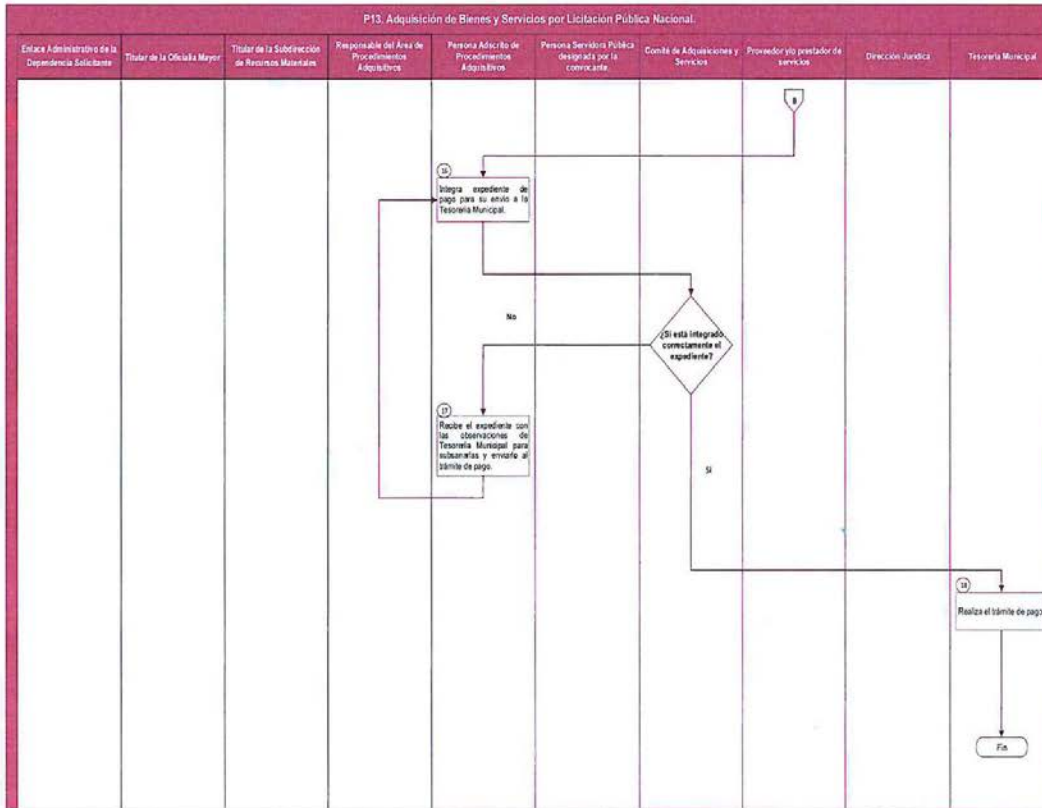 P13. Adquisición de Bienes y Servicios por Licitación Pública Nacional.
Enlace Administrativo de la
Dependencia Solicitante
Titular de la Oficialía Mayor
Titular de la Subdirección
de Recursos Materiales
Responsable del Área de
Procedimientos
Adquisitivos
Persona Adscrito de
Procedimientos
Adquisitivos
Persona Servidora Pública
designada por la
convocante.
Comité de Adquisiciones y
Servicios
Proveedor y/o prestador de
servicios
Dirección Jurídica
Tesorería Municipal
B
16
Integra expediente de
pago para su envío a la
Tesorería Municipal.
¿Si está integrado
correctamente el
expediente?
No
17
Recibe el expediente con
las observaciones de
Tesorería Municipal para
subsanarlas y enviarlo al
trámite de pago.
Si
18
Realiza el trámite de pago
Fin